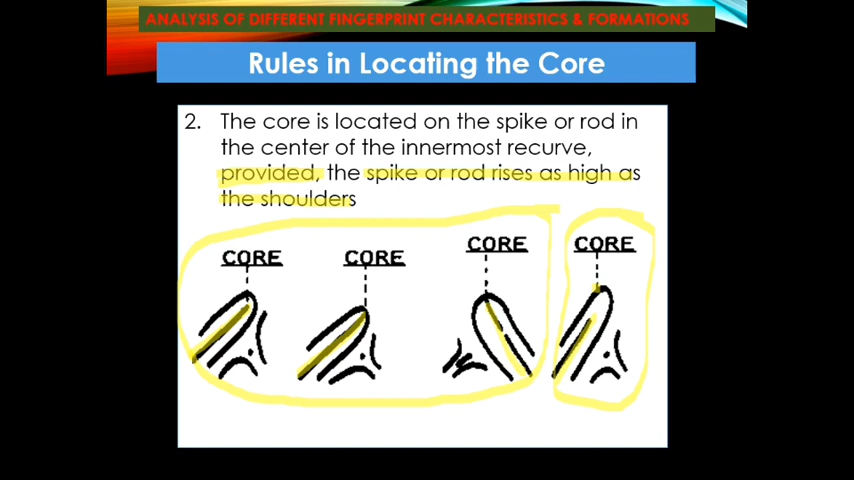 ANALYSIS OF DIFFERENT FINGERPRINT CHARACTERISTICS & FORMATIONS
Rules in Locating the Core
2. The core is located on the spike or rod in
the center of the innermost recurve,
provided, the spike or rod rises as high as
the shoulders
CORE
CORE
CORE
CORE